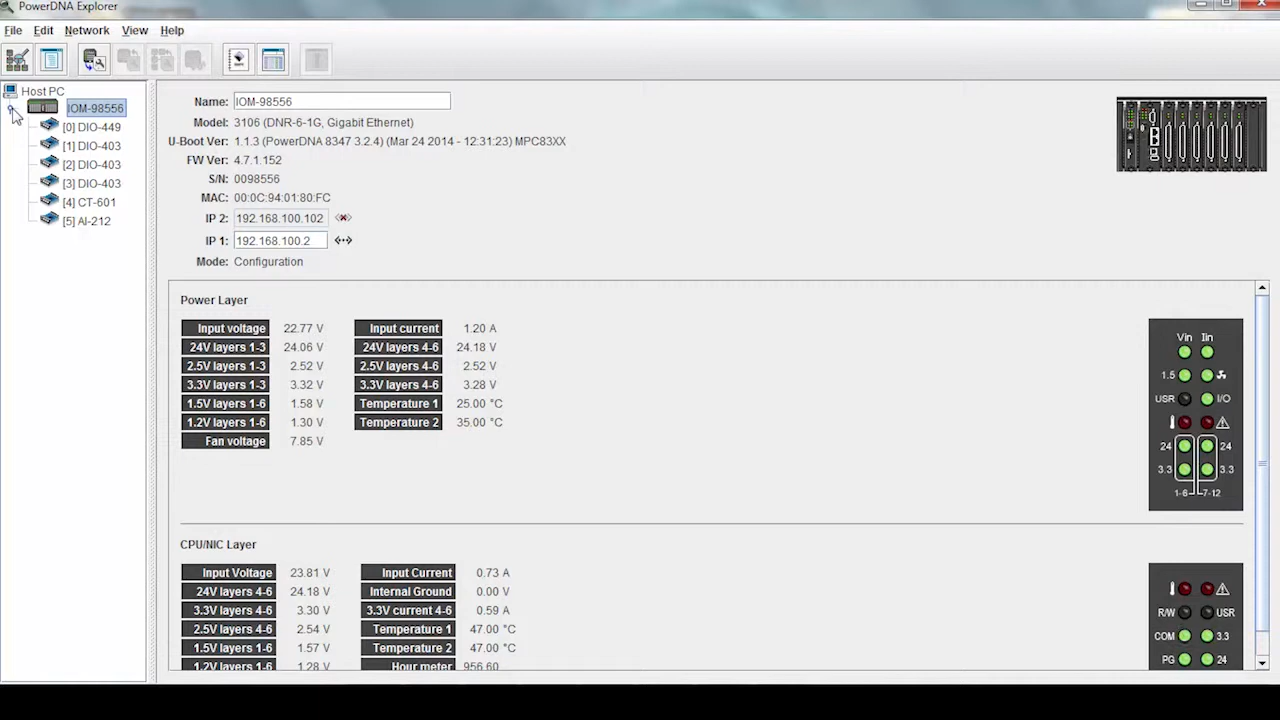 PowerDNA Explorer
File Edit Network View Help
Host PC
IOM-98556
[0] DIO-449
[1] DIO-403
[2] DIO-403
[3] DIO-403
[4] CT-601
[5] AI-212
Name: IOM-98556
Model: 3106 (DNR-6-1G, Gigabit Ethernet)
U-Boot Ver: 1.1.3 (PowerDNA 8347 3.2.4) (Mar 24 2014 - 12:31:23) MPC83XX
FW Ver: 4.7.1.152
S/N: 0098556
MAC: 00:0C:94:01:80:FC
IP 2: 192.168.100.102
IP 1: 192.168.100.2
Mode: Configuration
Power Layer
Input voltage 22.77 V Input current 1.20 A
24V layers 1-3 24.06 V 24V layers 4-6 24.18 V
2.5V layers 1-3 2.52 V 2.5V layers 4-6 2.52 V
3.3V layers 1-3 3.32 V 3.3V layers 4-6 3.28 V
1.5V layers 1-6 1.58 V Temperature 1 25.00 °C
1.2V layers 1-6 1.30 V Temperature 2 35.00 °C
Fan voltage 7.85 V
Vin Iin
1.5
USR I/O
24 24
3.3 3.3
1-6 7-12
CPU/NIC Layer
Input Voltage 23.81 V Input Current 0.73 A
24V layers 4-6 24.18 V Internal Ground 0.00 V
3.3V layers 4-6 3.30 V 3.3V current 4-6 0.59 A
2.5V layers 4-6 2.54 V Temperature 1 47.00 °C
1.5V layers 4-6 1.57 V Temperature 2 47.00 °C
1.2V layers 4-6 1.28 V Hour meter 956.60
R/W USR
COM 3.3
PG 24